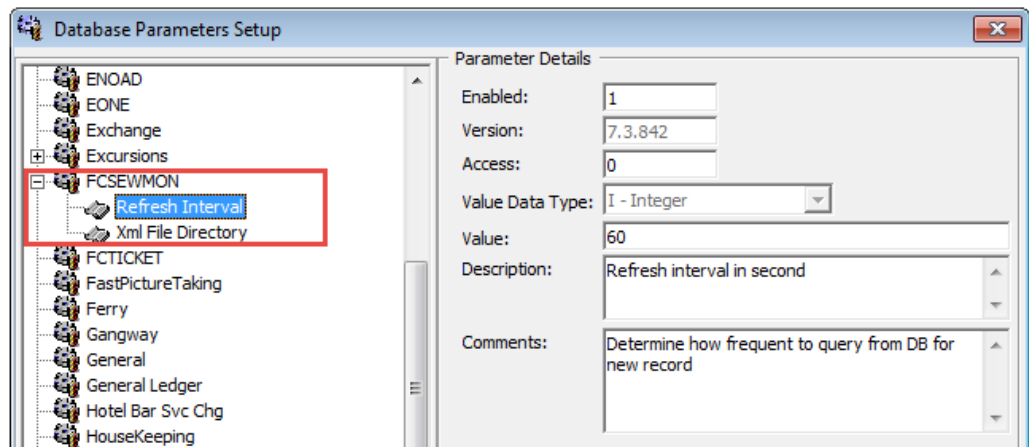 Database Parameters Setup
ENOAD
EONE
Exchange
Excursions
FCSEWMON
Refresh Interval
Xml File Directory
FCTICKET
FastPictureTaking
Ferry
Gangway
General
General Ledger
Hotel Bar Svc Chg
HouseKeeping
Parameter Details
Enabled: 1
Version: 7.3.842
Access: 0
Value Data Type: I - Integer
Value: 60
Description: Refresh interval in second
Comments: Determine how frequent to query from DB for
new record